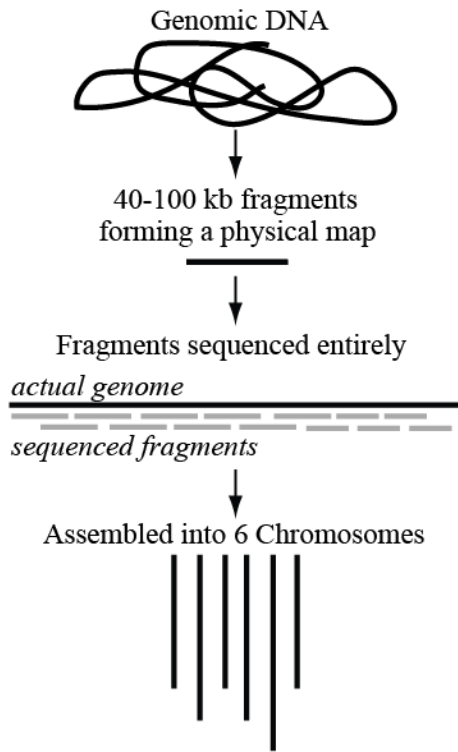 Genomic DNA
40-100 kb fragments
forming a physical map
Fragments sequenced entirely
actual genome
sequenced fragments
Assembled into 6 Chromosomes